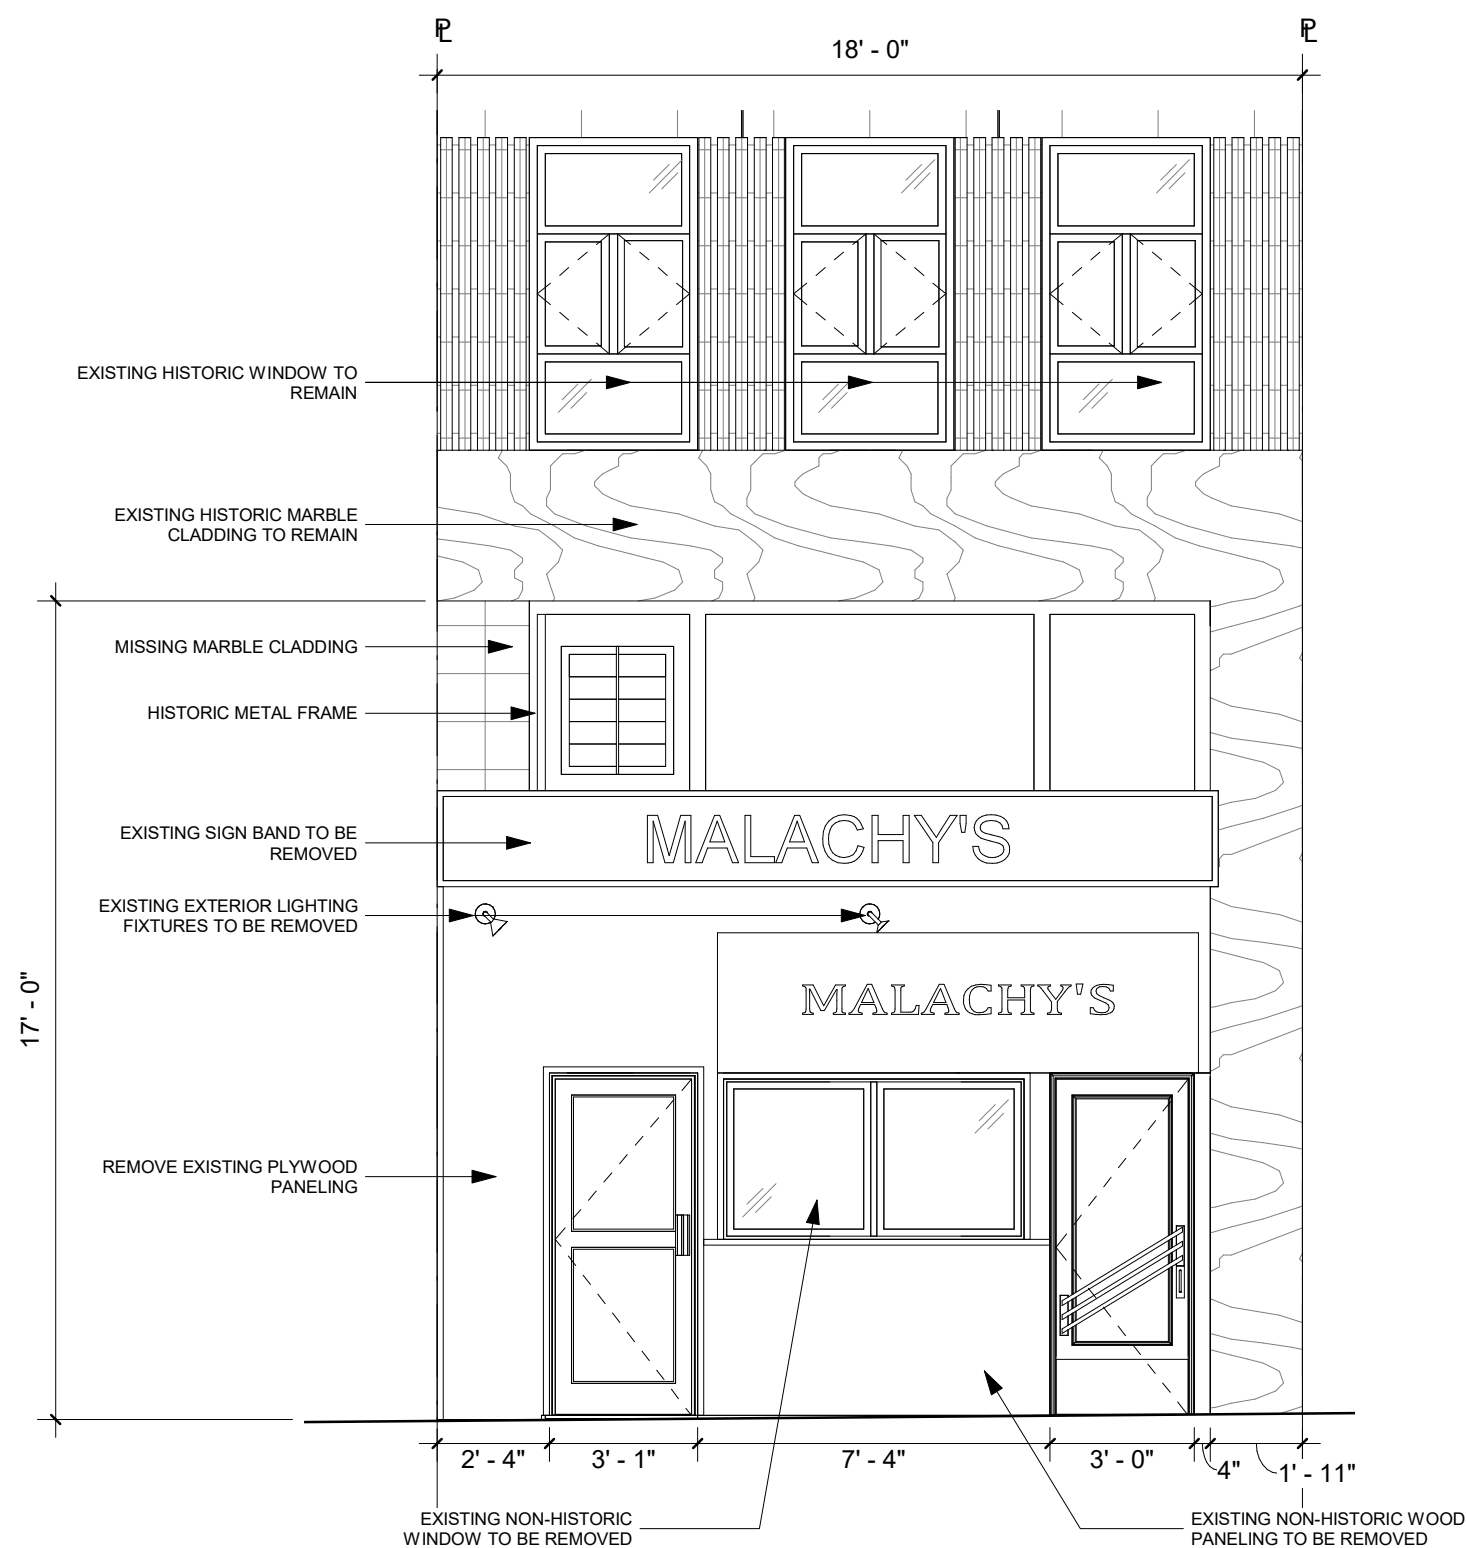 PL
PL
18' - 0"
EXISTING HISTORIC WINDOW TO
REMAIN
EXISTING HISTORIC MARBLE
CLADDING TO REMAIN
MISSING MARBLE CLADDING
HISTORIC METAL FRAME
EXISTING SIGN BAND TO BE
REMOVED
MALACHY'S
EXISTING EXTERIOR LIGHTING
FIXTURES TO BE REMOVED
17' - 0"
MALACHY'S
REMOVE EXISTING PLYWOOD
PANELING
2' - 4"
3' - 1"
7' - 4"
3' - 0"
4"
1' - 11"
EXISTING NON-HISTORIC
WINDOW TO BE REMOVED
EXISTING NON-HISTORIC WOOD
PANELING TO BE REMOVED